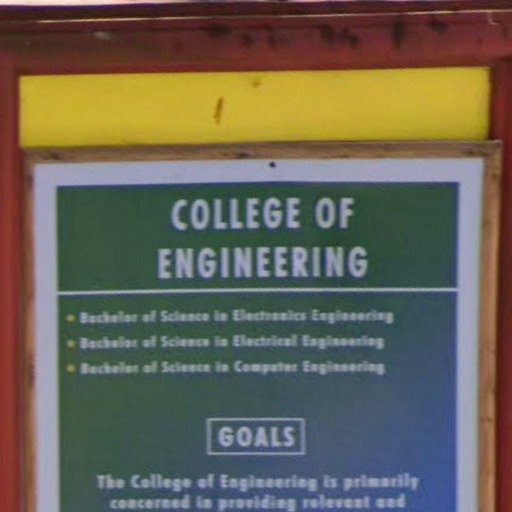 COLLEGE OF
ENGINEERING
Bachelor of Science in Electronics Engineering
Bachelor of Science in Electrical Engineering
Bachelor of Science in Computer Engineering
GOALS
The College of Engineering is primarily
concerned in providing relevant and